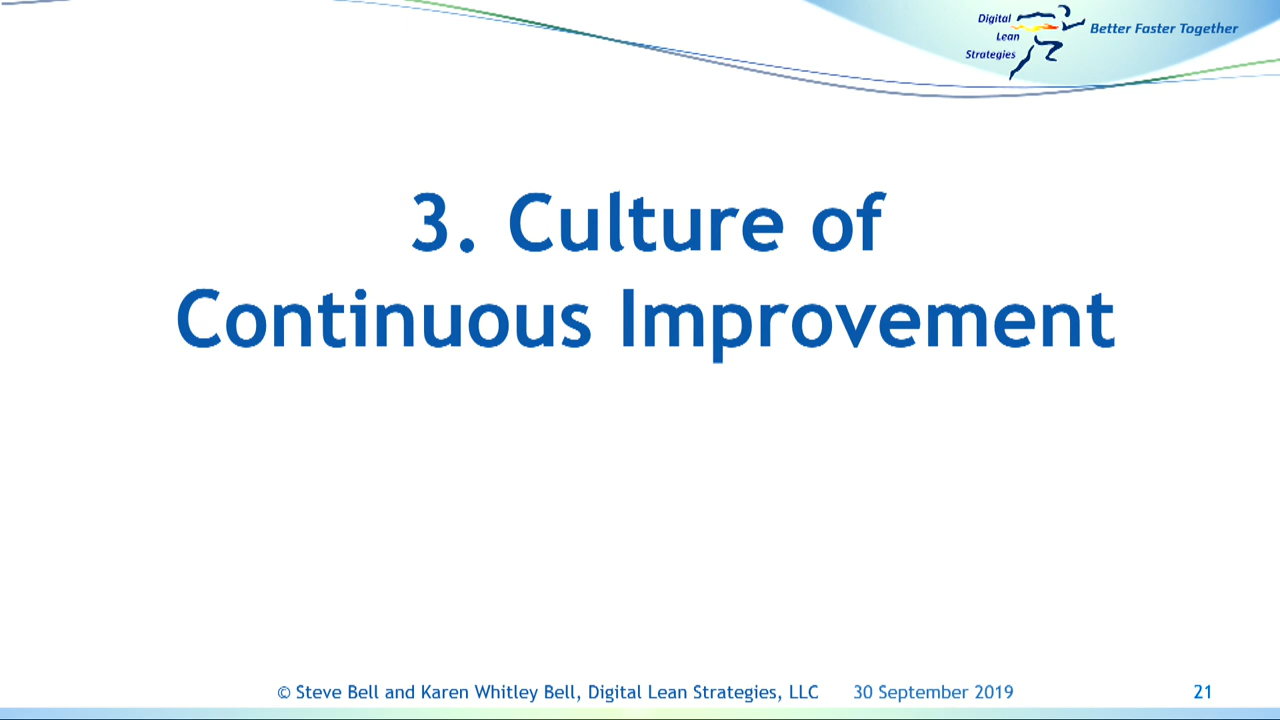 Digital
Lean
Strategies
Better Faster Together
3. Culture of
Continuous Improvement
© Steve Bell and Karen Whitley Bell, Digital Lean Strategies, LLC 30 September 2019 21